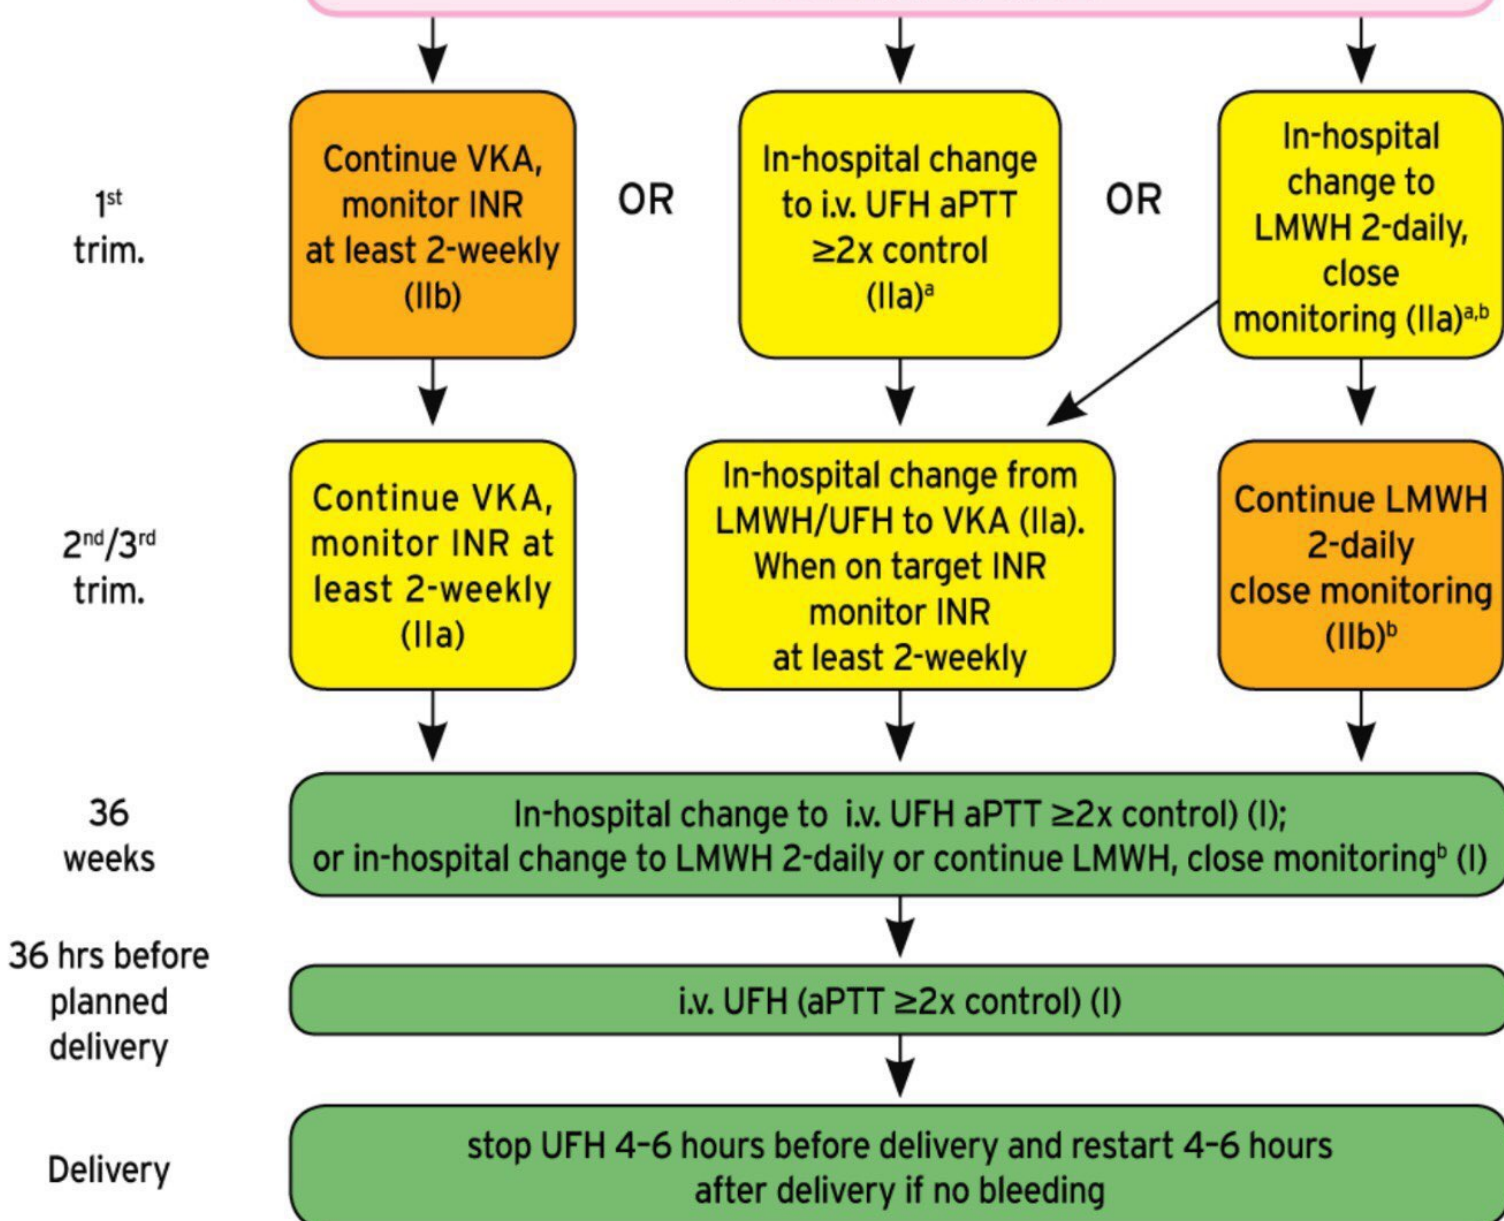 1st
trim.
Continue VKA,
monitor INR
at least 2-weekly
(IIb)
OR
In-hospital change
to i.v. UFH aPTT
≥2x control
(IIa)a
OR
In-hospital
change to
LMWH 2-daily,
close
monitoring (IIa)a,b
2nd/3rd
trim.
Continue VKA,
monitor INR at
least 2-weekly
(IIa)
In-hospital change from
LMWH/UFH to VKA (IIa).
When on target INR
monitor INR
at least 2-weekly
Continue LMWH
2-daily
close monitoring
(IIb)b
36
weeks
In-hospital change to i.v. UFH aPTT ≥2x control) (I);
or in-hospital change to LMWH 2-daily or continue LMWH, close monitoringb (I)
36 hrs before
planned
delivery
i.v. UFH (aPTT ≥2x control) (I)
Delivery
stop UFH 4-6 hours before delivery and restart 4-6 hours
after delivery if no bleeding